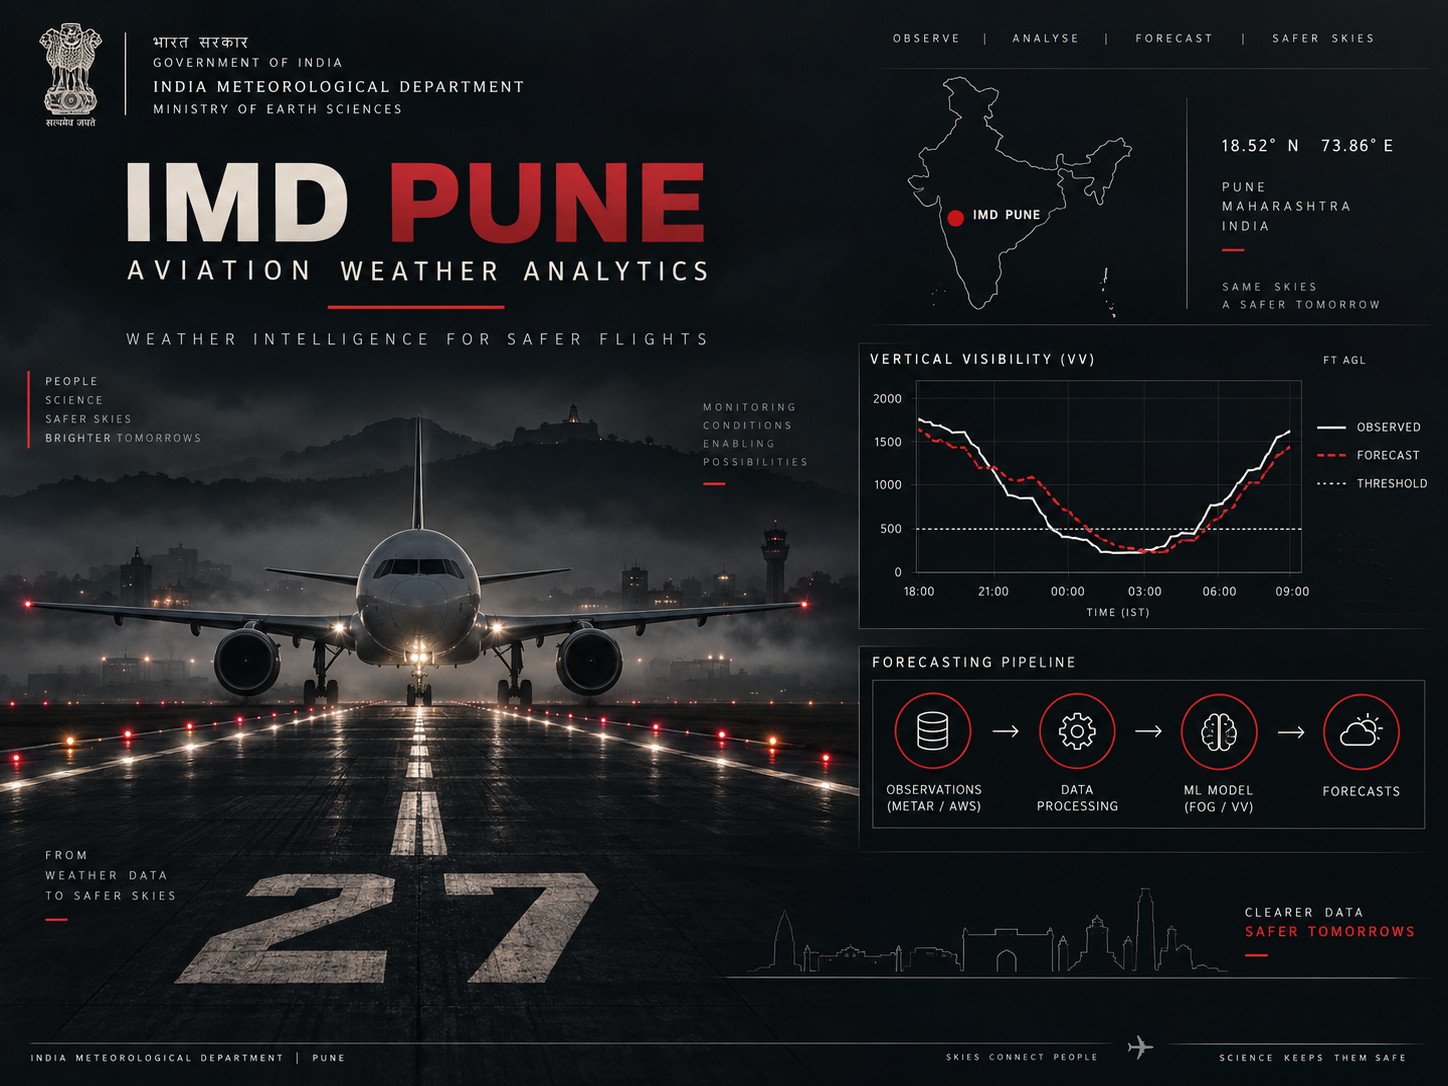 भारत सरकार
GOVERNMENT OF INDIA
INDIA METEOROLOGICAL DEPARTMENT
MINISTRY OF EARTH SCIENCES
सत्यमेव जयते
OBSERVE | ANALYSE | FORECAST | SAFER SKIES
IMD PUNE
AVIATION WEATHER ANALYTICS
WEATHER INTELLIGENCE FOR SAFER FLIGHTS
IMD PUNE
18.52° N 73.86° E
PUNE
MAHARASHTRA
INDIA
SAME SKIES
A SAFER TOMORROW
PEOPLE
SCIENCE
SAFER SKIES
BRIGHTER TOMORROWS
MONITORING
CONDITIONS
ENABLING
POSSIBILITIES
VERTICAL VISIBILITY (VV)
FT AGL
2000
1500
1000
500
0
18:00 21:00 00:00 03:00 06:00 09:00
TIME (IST)
OBSERVED
FORECAST
THRESHOLD
FORECASTING PIPELINE
OBSERVATIONS
(METAR / AWS)
DATA
PROCESSING
ML MODEL
(FOG / VV)
FORECASTS
FROM
WEATHER DATA
TO SAFER SKIES
27
CLEARER DATA
SAFER TOMORROWS
INDIA METEOROLOGICAL DEPARTMENT | PUNE
SKIES CONNECT PEOPLE
SCIENCE KEEPS THEM SAFE